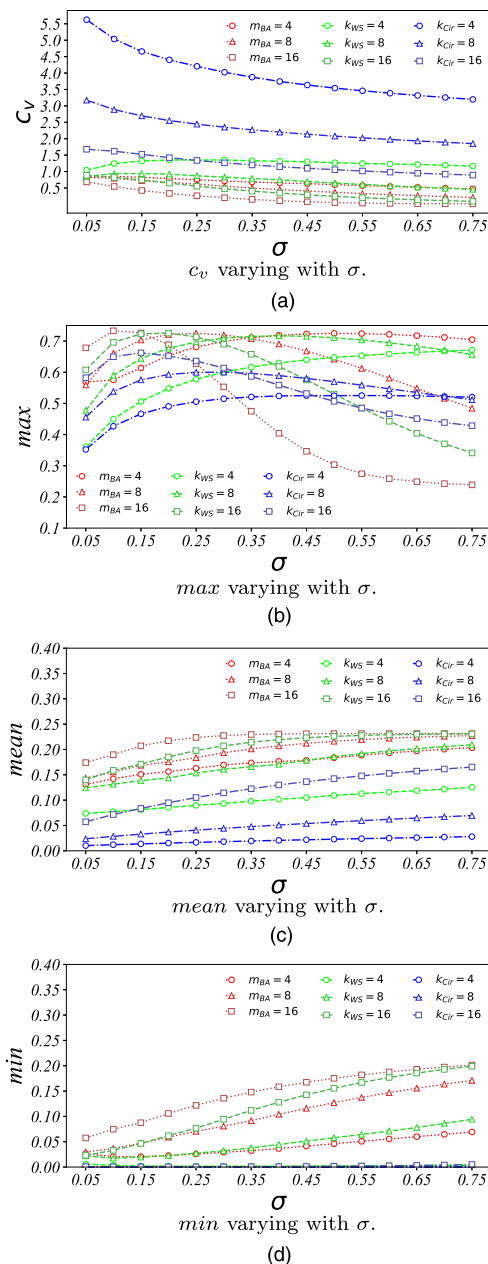 c_v
5.5
5.0
4.5
4.0
3.5
3.0
2.5
2.0
1.5
1.0
0.5
m_BA = 4
m_BA = 8
m_BA = 16
k_WS = 4
k_WS = 8
k_WS = 16
k_Cir = 4
k_Cir = 8
k_Cir = 16
0.05 0.15 0.25 0.35 0.45 0.55 0.65 0.75
σ
c_v varying with σ.
(a)
max
0.7
0.6
0.5
0.4
0.3
0.2
0.1
m_BA = 4
m_BA = 8
m_BA = 16
k_WS = 4
k_WS = 8
k_WS = 16
k_Cir = 4
k_Cir = 8
k_Cir = 16
0.05 0.15 0.25 0.35 0.45 0.55 0.65 0.75
σ
max varying with σ.
(b)
mean
0.40
0.35
0.30
0.25
0.20
0.15
0.10
0.05
0.00
m_BA = 4
m_BA = 8
m_BA = 16
k_WS = 4
k_WS = 8
k_WS = 16
k_Cir = 4
k_Cir = 8
k_Cir = 16
0.05 0.15 0.25 0.35 0.45 0.55 0.65 0.75
σ
mean varying with σ.
(c)
min
0.40
0.35
0.30
0.25
0.20
0.15
0.10
0.05
0.00
m_BA = 4
m_BA = 8
m_BA = 16
k_WS = 4
k_WS = 8
k_WS = 16
k_Cir = 4
k_Cir = 8
k_Cir = 16
0.05 0.15 0.25 0.35 0.45 0.55 0.65 0.75
σ
min varying with σ.
(d)